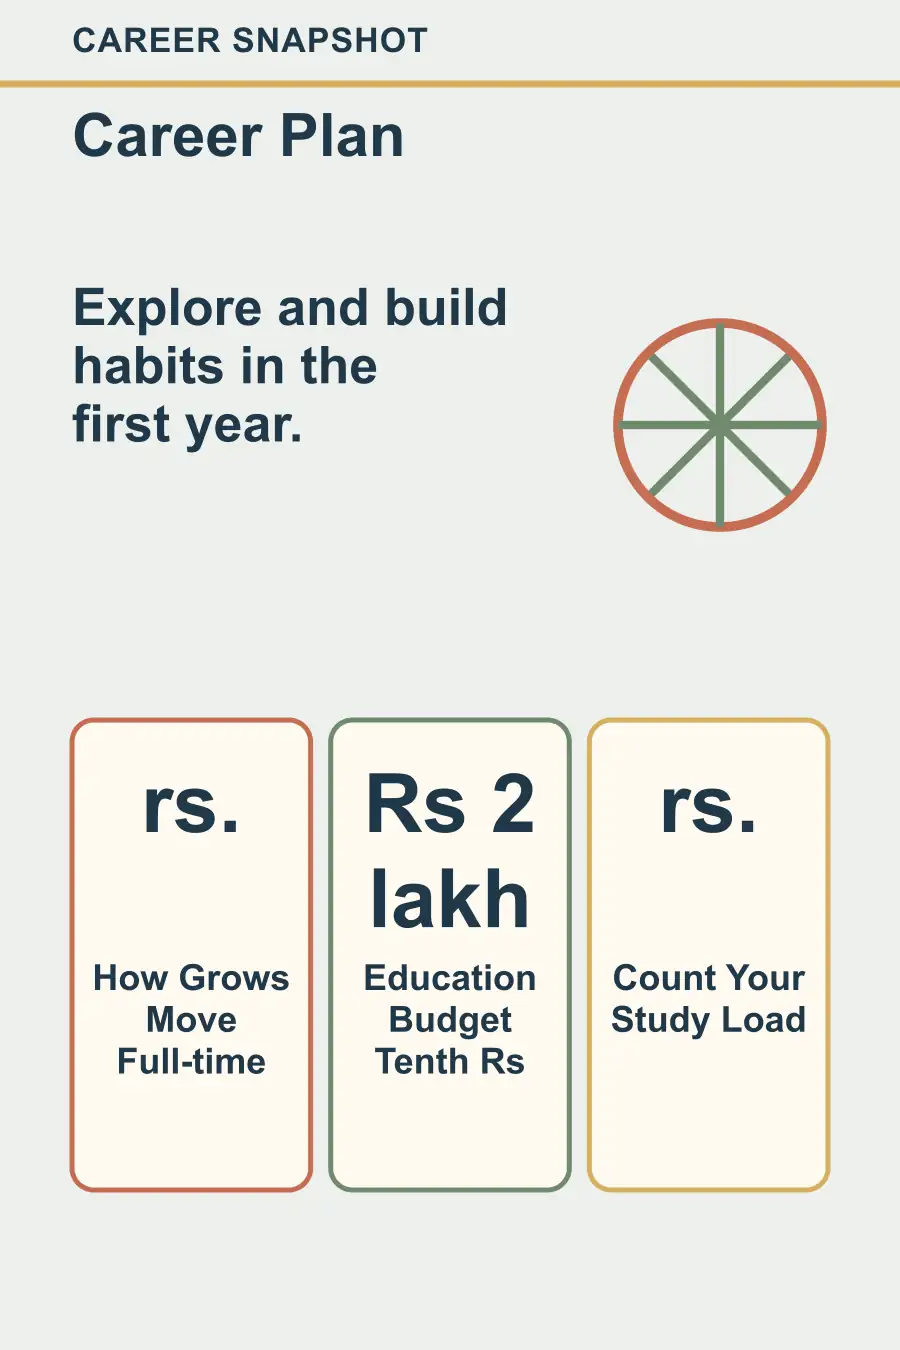 CAREER SNAPSHOT
Career Plan
Explore and build
habits in the
first year.
rs.
How Grows
Move
Full-time
Rs 2
lakh
Education
Budget
Tenth Rs
rs.
Count Your
Study Load